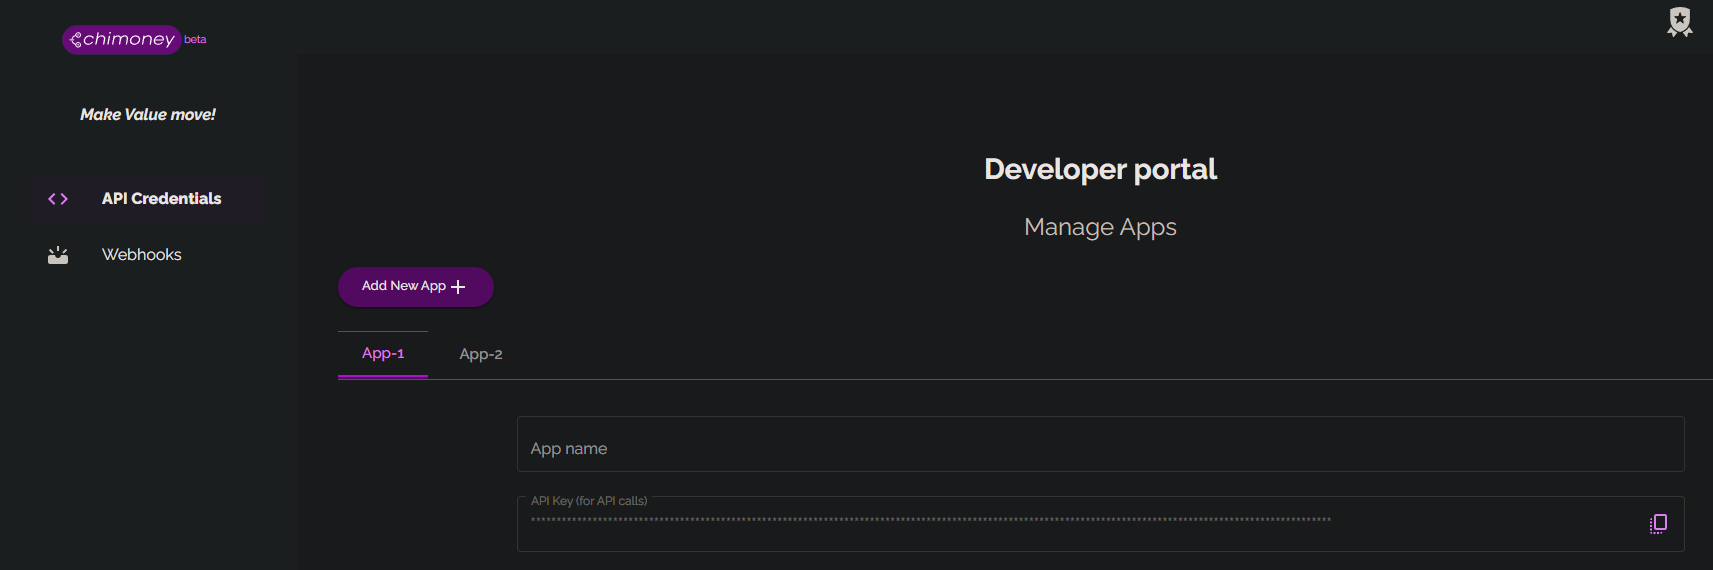 chimoney beta
Make Value move!
API Credentials
Webhooks
Developer portal
Manage Apps
Add New App
App-1
App-2
App name
API Key (for API calls)